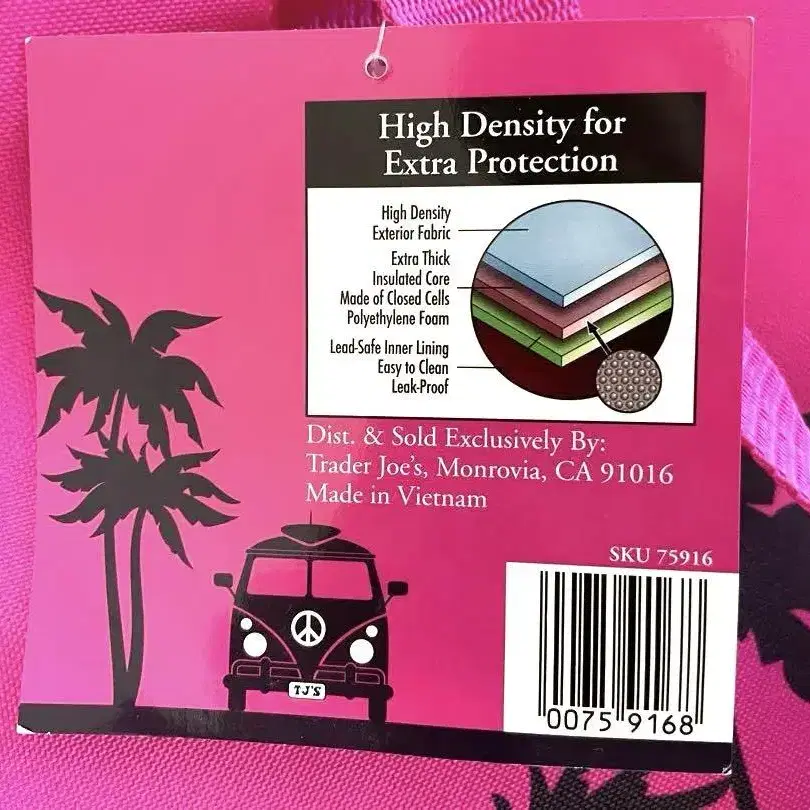 High Density for
Extra Protection
High Density
Exterior Fabric
Extra Thick
Insulated Core
Made of Closed Cells
Polyethylene Foam
Lead-Safe Inner Lining
Easy to Clean
Leak-Proof
Dist. & Sold Exclusively By:
Trader Joe's, Monrovia, CA 91016
Made in Vietnam
SKU 75916
0075 9168
TJ'S